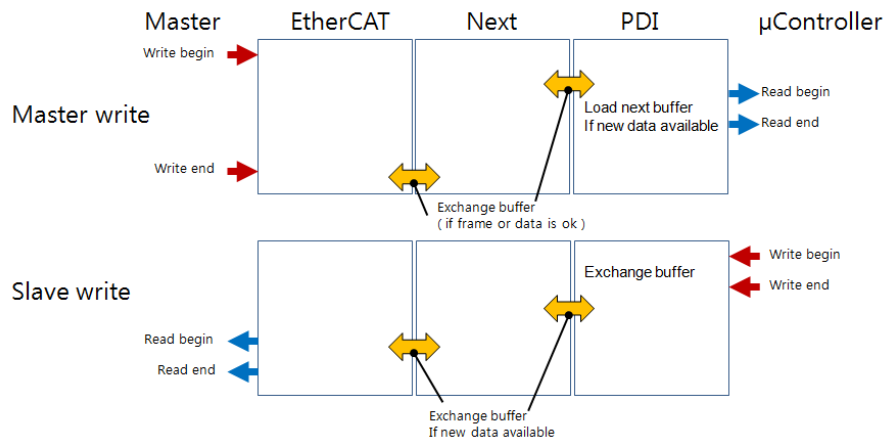 Master EtherCAT Next PDI µController
Write begin
Master write
Write end
Load next buffer
If new data available
Read begin
Read end
Exchange buffer
( if frame or data is ok )
Slave write
Exchange buffer
Write begin
Write end
Read begin
Read end
Exchange buffer
If new data available